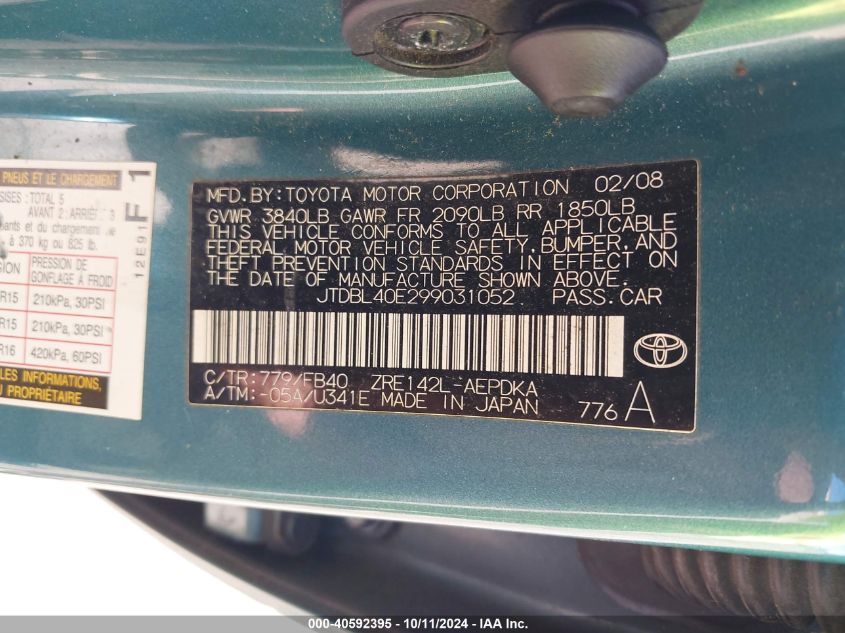 PNEUS ET LE CHARGEMENT
TOTAL 5
AVANT 2
et du chargement
à 370 kg ou 825 lb.
PRESSION DE
GONFLAGE À FROID
R15 210kPa, 30PSI
R15 210kPa, 30PSI
R16 420kPa, 60PSI
LES INFORMATIONS
DU PROPRIÉTAIRE
F1
12E91
MFD.BY:TOYOTA MOTOR CORPORATION 02/08
GVWR 3840LB GAWR FR 2090LB RR 1850LB
THIS VEHICLE CONFORMS TO ALL APPLICABLE
FEDERAL MOTOR VEHICLE SAFETY,BUMPER,AND
THEFT PREVENTION STANDARDS IN EFFECT ON
THE DATE OF MANUFACTURE SHOWN ABOVE.
JTDBL40E299031052 PASS.CAR
C/TR:779/FB40 ZRE142L-AEPDKA
A/TM:-05A/U341E MADE IN JAPAN 776 A
000-40592395 - 10/11/2024 - IAA Inc.